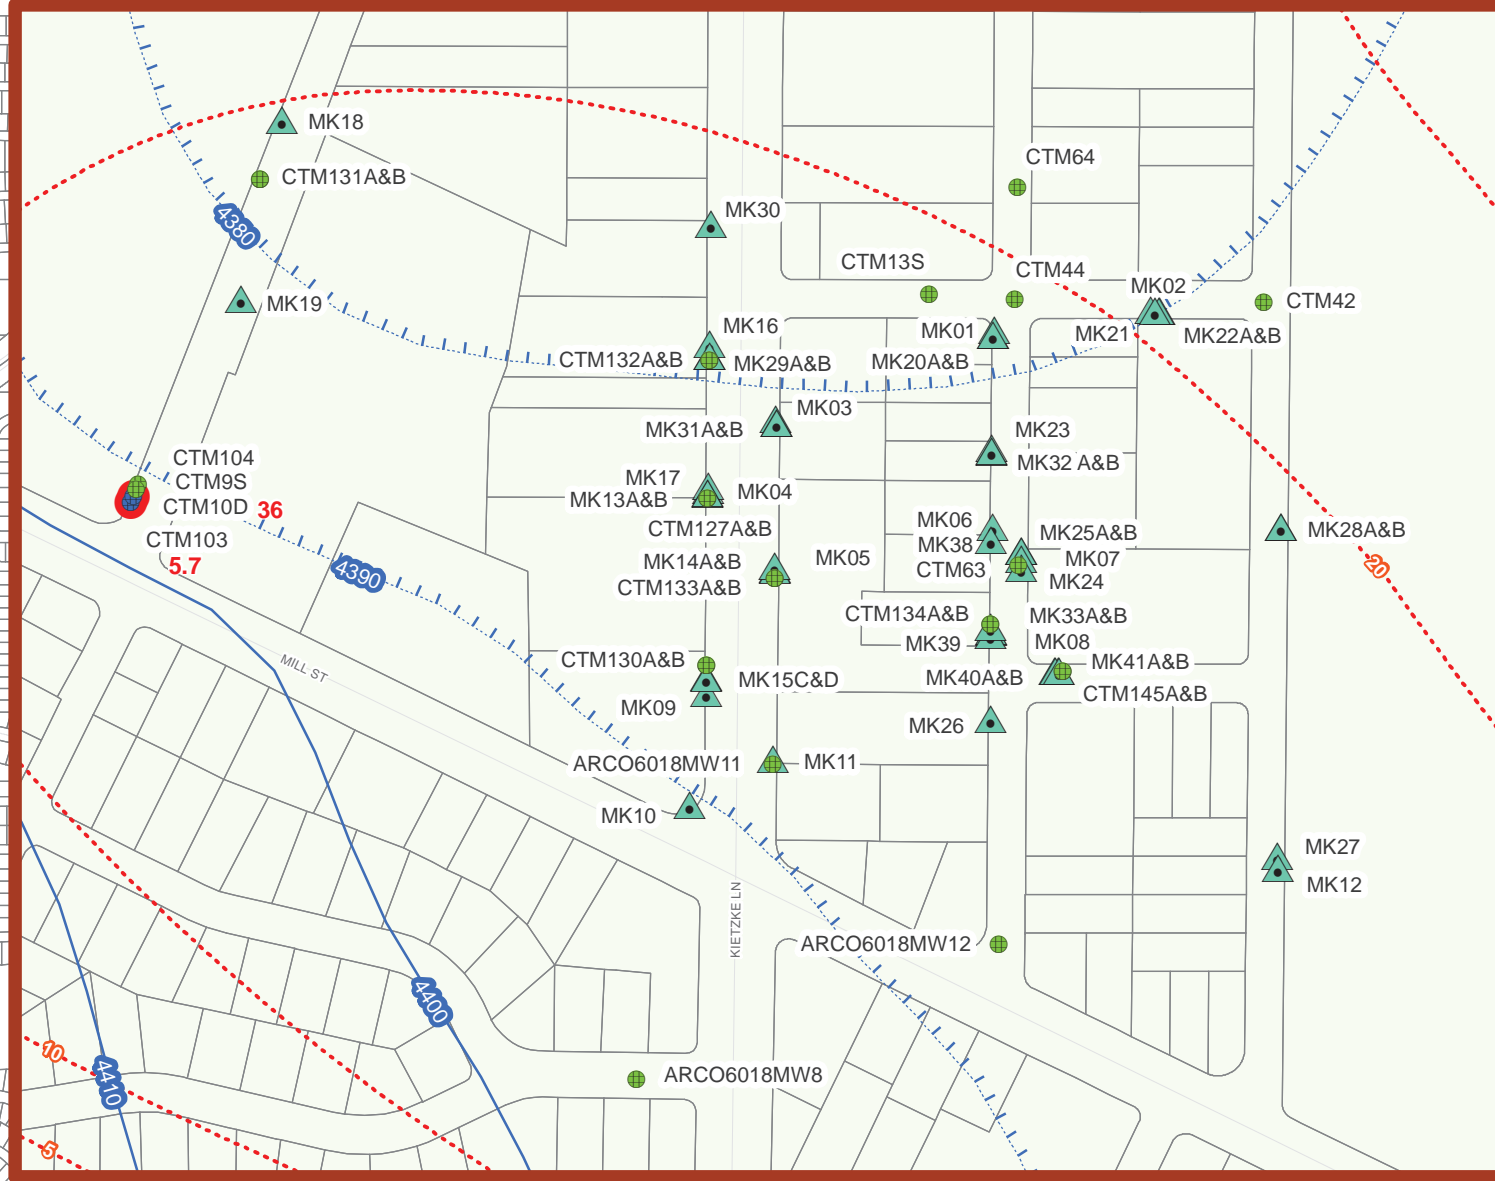 MK18
CTM64
CTM131A&B
MK30
4380
CTM13S
CTM44
MK02
CTM42
MK19
MK16
MK01
MK21
MK22A&B
CTM132A&B
MK29A&B
MK20A&B
MK03
MK31A&B
MK23
MK32 A&B
CTM104
CTM9S
CTM10D
36
CTM103
5.7
MK17
MK04
MK13A&B
CTM127A&B
MK06
MK38
CTM63
MK25A&B
MK07
MK24
MK28A&B
20
MK14A&B
MK05
CTM133A&B
4390
CTM134A&B
MK33A&B
MK39
MK08
MK41A&B
MK40A&B
CTM145A&B
CTM130A&B
MK15C&D
MK09
MILL ST
MK26
ARCO6018MW11
MK11
MK10
MK27
MK12
KIETZKE LN
ARCO6018MW12
4400
10
4410
ARCO6018MW8
5